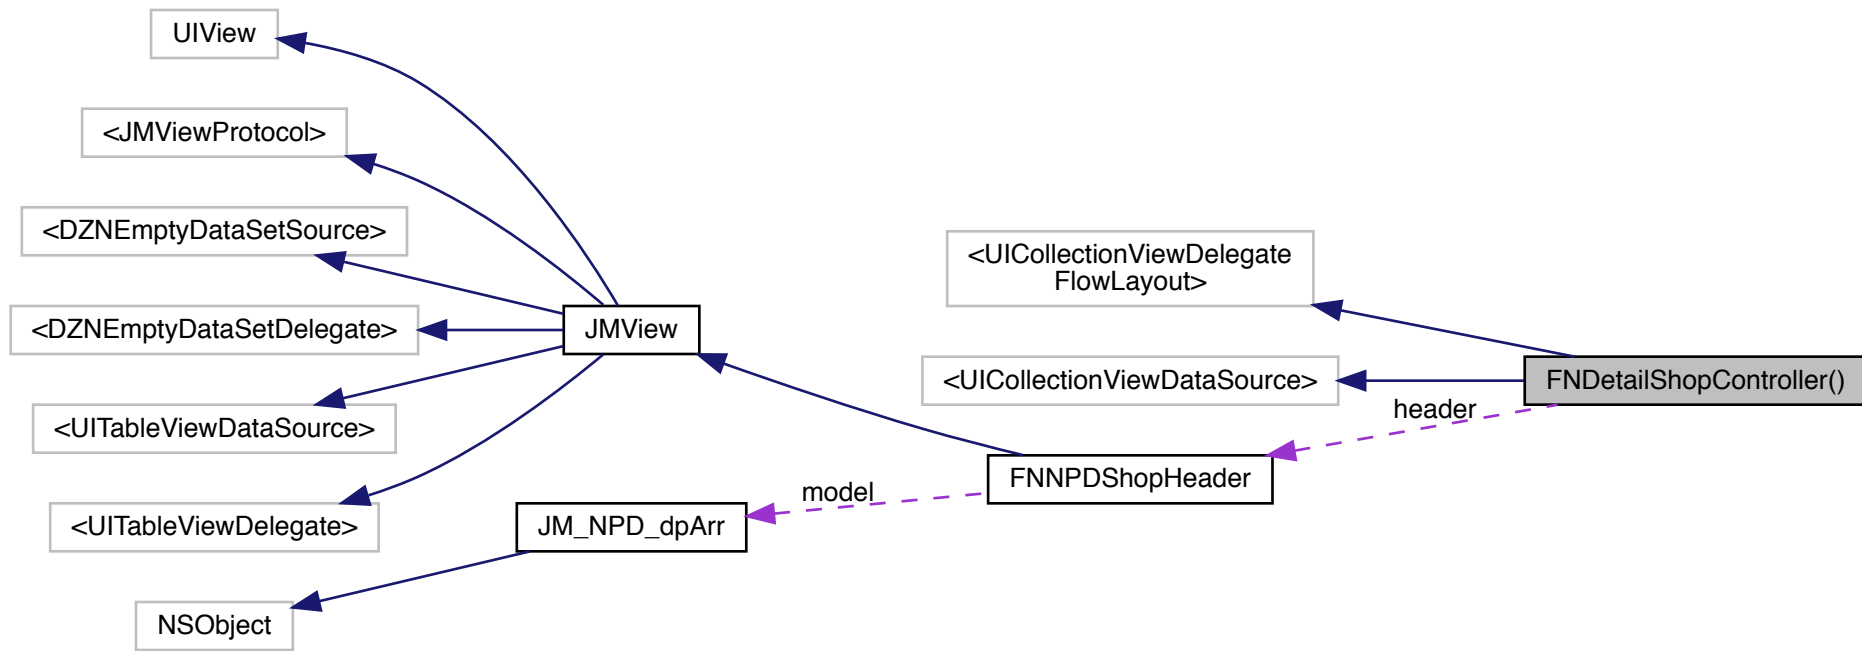 UIView
<JMViewProtocol>
<DZNEmptyDataSetSource>
<DZNEmptyDataSetDelegate>
<UITableViewDataSource>
<UITableViewDelegate>
NSObject
JMView
JM_NPD_dpArr
model
<UICollectionViewDelegate
FlowLayout>
<UICollectionViewDataSource>
header
FNNPDShopHeader
FNDetailShopController()